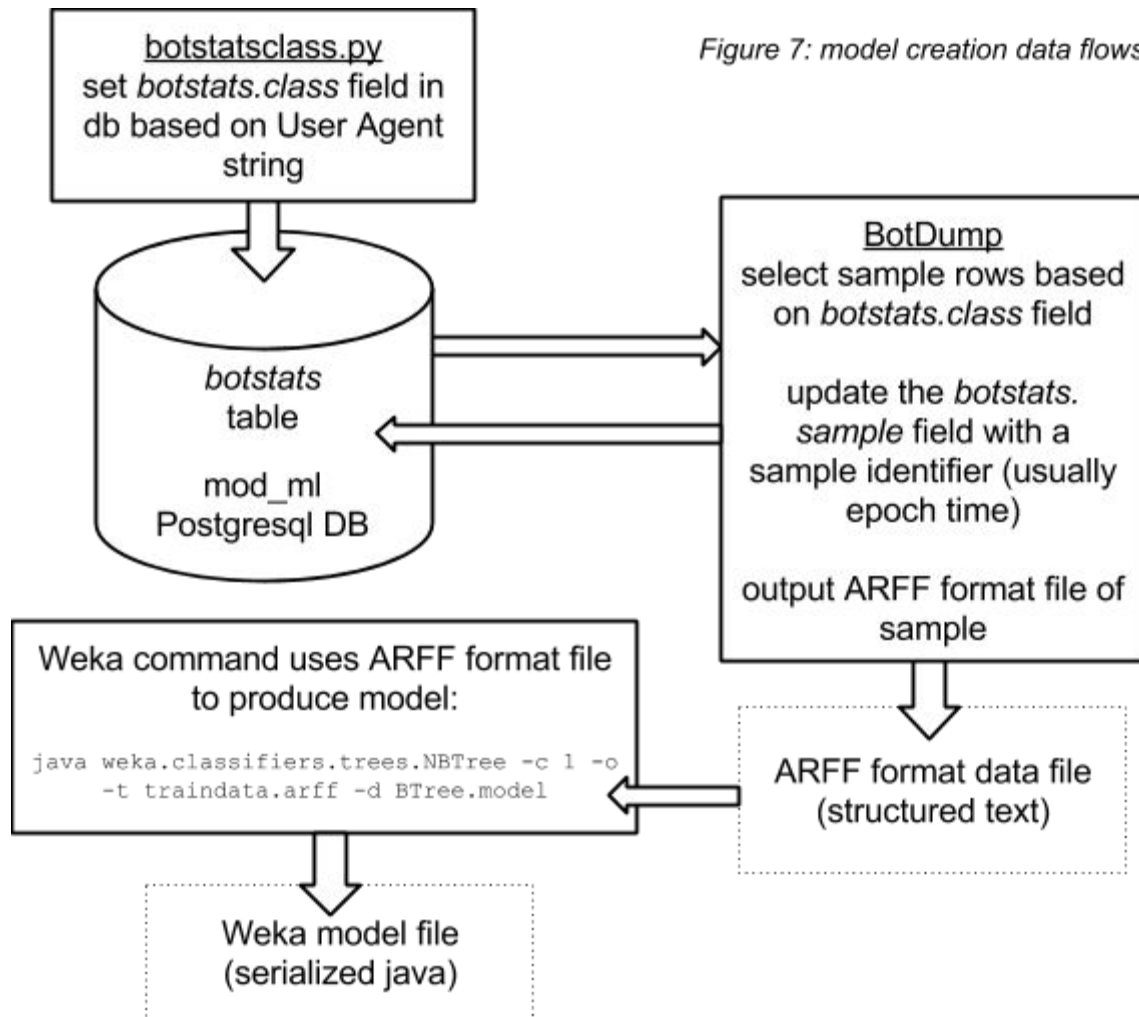 botstatsclass.py
set botstats.class field in
db based on User Agent
string
Figure 7: model creation data flows
botstats
table
mod_ml
Postgresql DB
BotDump
select sample rows based
on botstats.class field
update the botstats.
sample field with a
sample identifier (usually
epoch time)
output ARFF format file of
sample
Weka command uses ARFF format file
to produce model:
java weka.classifiers.trees.NBTree -c 1 -o
-t traindata.arff -d BTree.model
ARFF format data file
(structured text)
Weka model file
(serialized java)